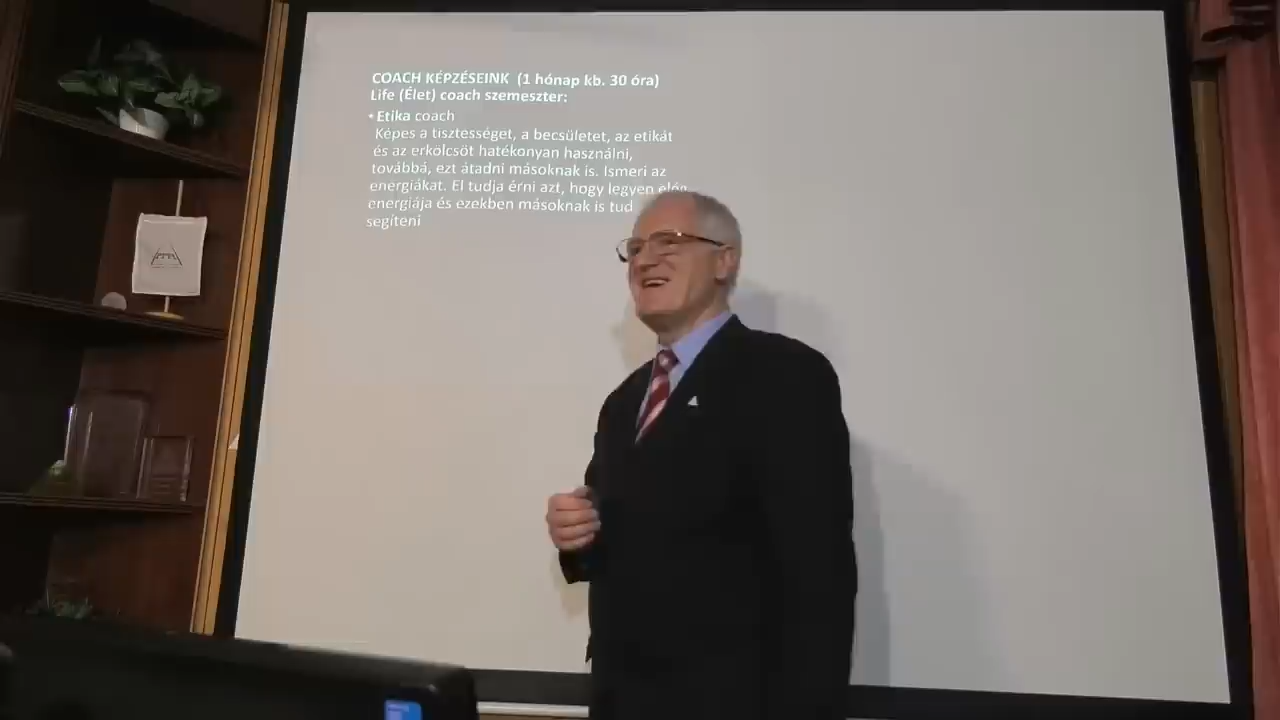 COACH KÉPZÉSEINK (1 hónap kb. 30 óra)
Life (Élet) coach szemeszter:
• Etika coach
Képes a tisztességet, a becsületet, az etikát
és az erkölcsöt hatékonyan használni,
továbbá, ezt átadni másoknak is. Ismeri az
energiákat. El tudja érni azt, hogy legyen elég
energiája és ezekben másoknak is tud
segíteni